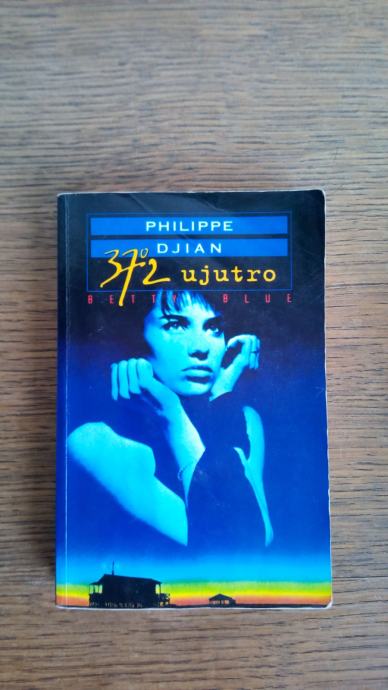 PHILIPPE
DJIAN
37°2 ujutro
BETTY BLUE